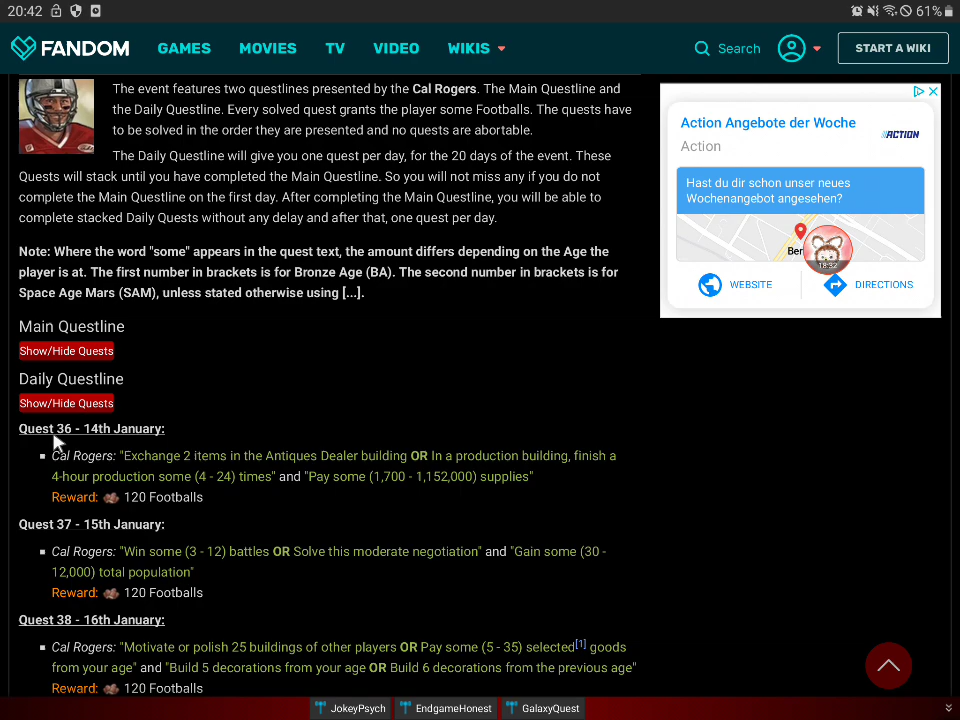 20:42
61%
FANDOM GAMES MOVIES TV VIDEO WIKIS Search START A WIKI
The event features two questlines presented by the Cal Rogers. The Main Questline and
the Daily Questline. Every solved quest grants the player some Footballs. The quests have
to be solved in the order they are presented and no quests are abortable.
The Daily Questline will give you one quest per day, for the 20 days of the event. These
Quests will stack until you have completed the Main Questline. So you will not miss any if you do not
complete the Main Questline on the first day. After completing the Main Questline, you will be able to
complete stacked Daily Quests without any delay and after that, one quest per day.
Note: Where the word "some" appears in the quest text, the amount differs depending on the Age the
player is at. The first number in brackets is for Bronze Age (BA). The second number in brackets is for
Space Age Mars (SAM), unless stated otherwise using [...].
Main Questline
Show/Hide Quests
Daily Questline
Show/Hide Quests
Quest 36 - 14th January:
Cal Rogers: "Exchange 2 items in the Antiques Dealer building OR In a production building, finish a
4-hour production some (4 - 24) times" and "Pay some (1,700 - 1,152,000) supplies"
Reward: 120 Footballs
Quest 37 - 15th January:
Cal Rogers: "Win some (3 - 12) battles OR Solve this moderate negotiation" and "Gain some (30 -
12,000) total population"
Reward: 120 Footballs
Quest 38 - 16th January:
Cal Rogers: "Motivate or polish 25 buildings of other players OR Pay some (5 - 35) selected[1] goods
from your age" and "Build 5 decorations from your age OR Build 6 decorations from the previous age"
Reward: 120 Footballs
Action Angebote der Woche
Action
ACTION
Hast du dir schon unser neues
Wochenangebot angesehen?
Ber
18:32
WEBSITE DIRECTIONS
JokeyPsych EndgameHonest GalaxyQuest